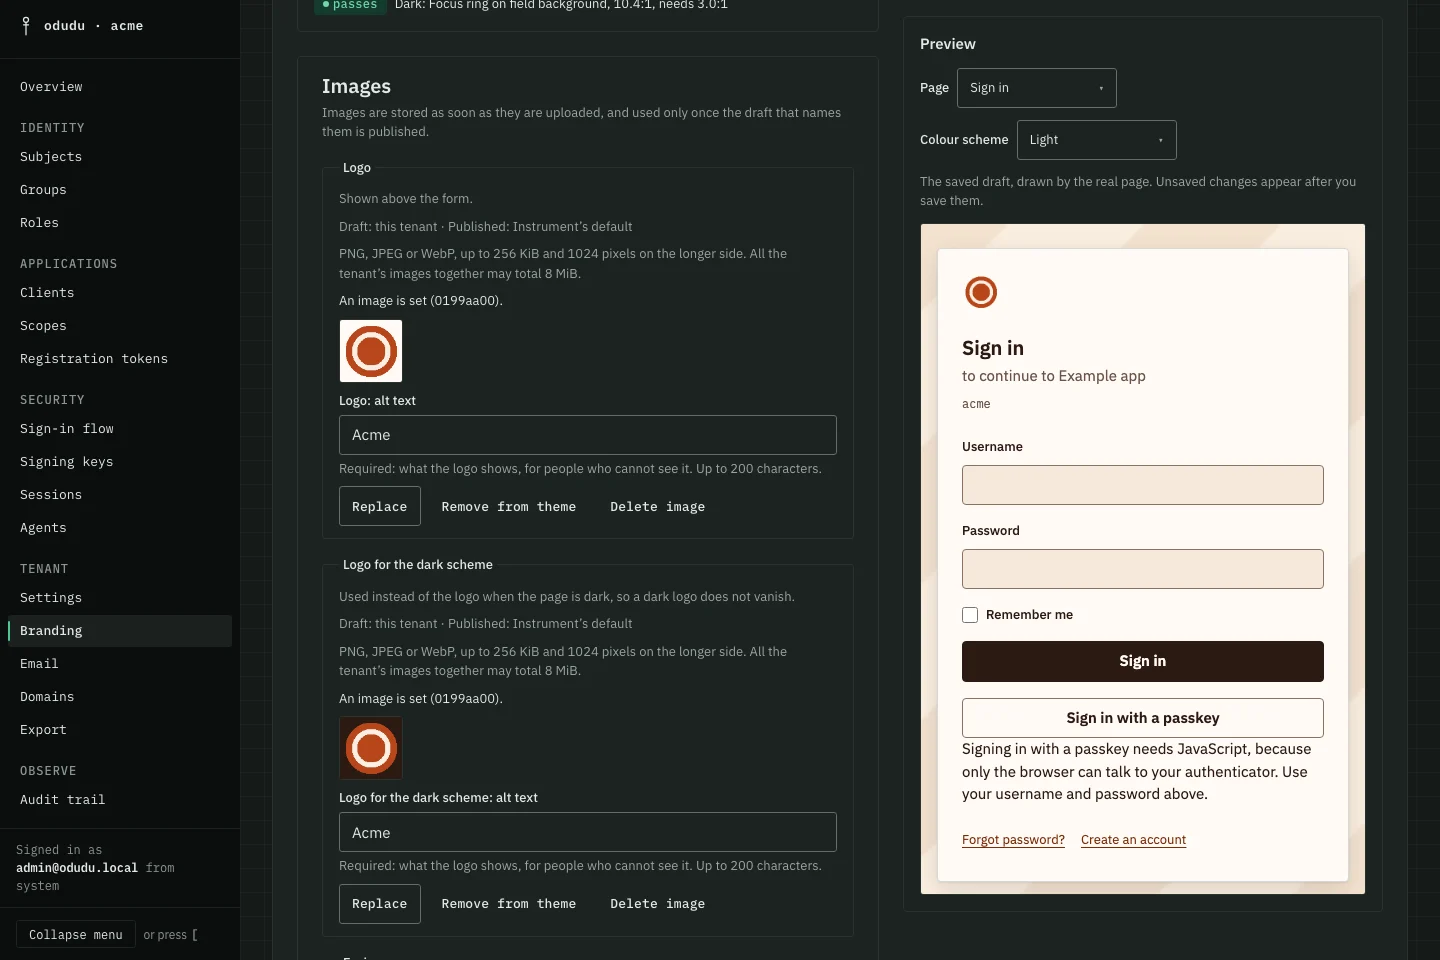 odudu · acme
Overview
IDENTITY
Subjects
Groups
Roles
APPLICATIONS
Clients
Scopes
Registration tokens
SECURITY
Sign-in flow
Signing keys
Sessions
Agents
TENANT
Settings
Branding
Email
Domains
Export
OBSERVE
Audit trail
Signed in as
admin@odudu.local from
system
Collapse menu or press [
passes Dark: Focus ring on field background, 10.4:1, needs 3.0:1
Images
Images are stored as soon as they are uploaded, and used only once the draft that names
them is published.
Logo
Shown above the form.
Draft: this tenant · Published: Instrument’s default
PNG, JPEG or WebP, up to 256 KiB and 1024 pixels on the longer side. All the
tenant’s images together may total 8 MiB.
An image is set (0199aa00).
Logo: alt text
Acme
Required: what the logo shows, for people who cannot see it. Up to 200 characters.
Replace Remove from theme Delete image
Logo for the dark scheme
Used instead of the logo when the page is dark, so a dark logo does not vanish.
Draft: this tenant · Published: Instrument’s default
PNG, JPEG or WebP, up to 256 KiB and 1024 pixels on the longer side. All the
tenant’s images together may total 8 MiB.
An image is set (0199aa00).
Logo for the dark scheme: alt text
Acme
Required: what the logo shows, for people who cannot see it. Up to 200 characters.
Replace Remove from theme Delete image
Preview
Page Sign in
Colour scheme Light
The saved draft, drawn by the real page. Unsaved changes appear after you
save them.
Sign in
to continue to Example app
acme
Username
Password
Remember me
Sign in
Sign in with a passkey
Signing in with a passkey needs JavaScript, because
only the browser can talk to your authenticator. Use
your username and password above.
Forgot password? Create an account